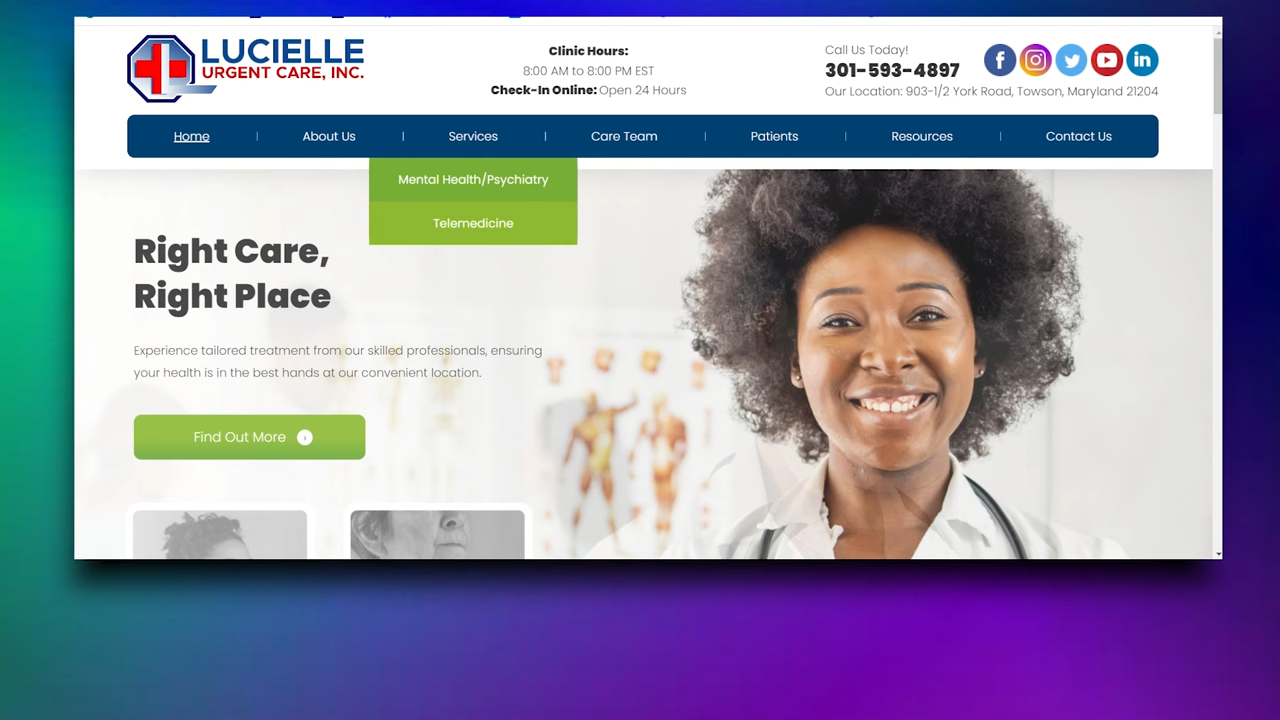 LUCIELLE
URGENT CARE, INC.
Clinic Hours:
8:00 AM to 8:00 PM EST
Check-In Online: Open 24 Hours
Call Us Today!
301-593-4897
Our Location: 903-1/2 York Road, Towson, Maryland 21204
Home
About Us
Services
Care Team
Patients
Resources
Contact Us
Mental Health/Psychiatry
Telemedicine
Right Care,
Right Place
Experience tailored treatment from our skilled professionals, ensuring
your health is in the best hands at our convenient location.
Find Out More